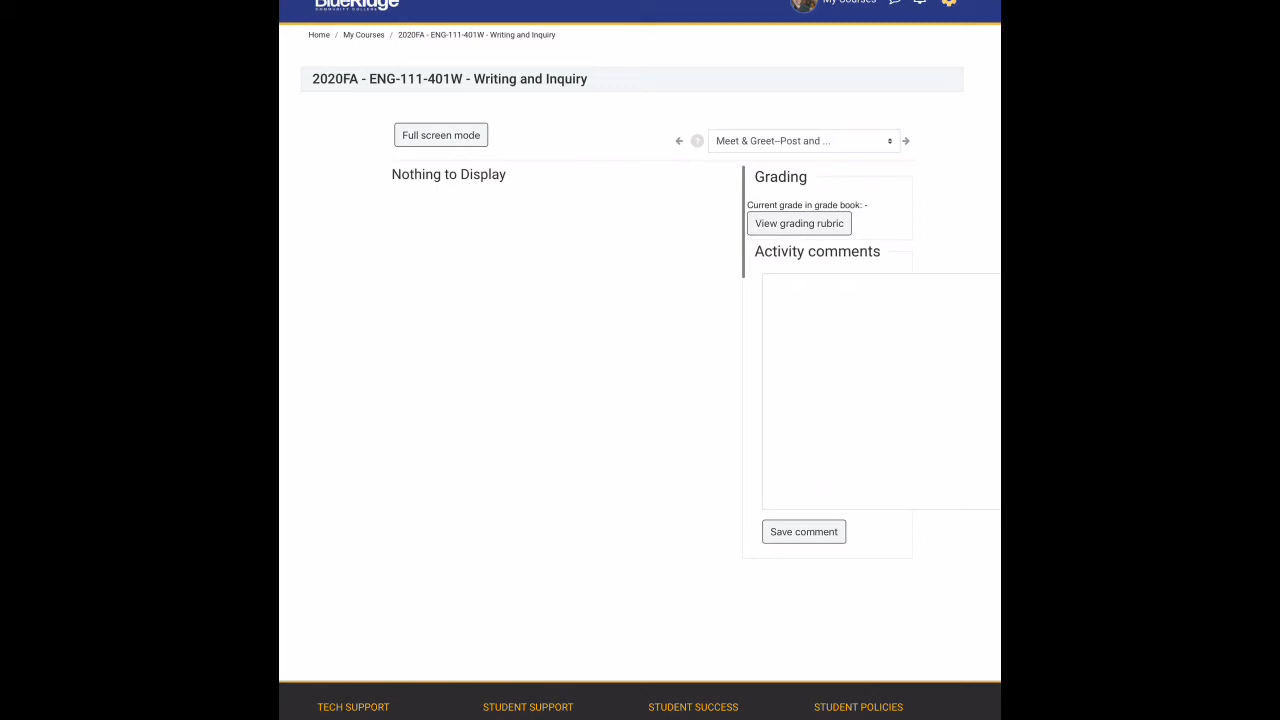 BlueRidge
COMMUNITY COLLEGE
My Courses
Home / My Courses / 2020FA - ENG-111-401W - Writing and Inquiry
2020FA - ENG-111-401W - Writing and Inquiry
Full screen mode
? Meet & Greet--Post and ...
Nothing to Display
Grading
Current grade in grade book: -
View grading rubric
Activity comments
Save comment
TECH SUPPORT STUDENT SUPPORT STUDENT SUCCESS STUDENT POLICIES